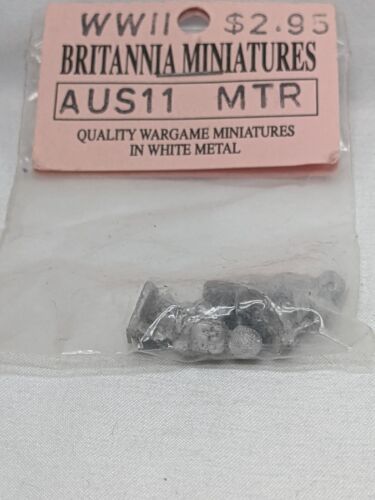 WWII $2.95
BRITANNIA MINIATURES
AUS11 MTR
QUALITY WARGAME MINIATURES
IN WHITE METAL